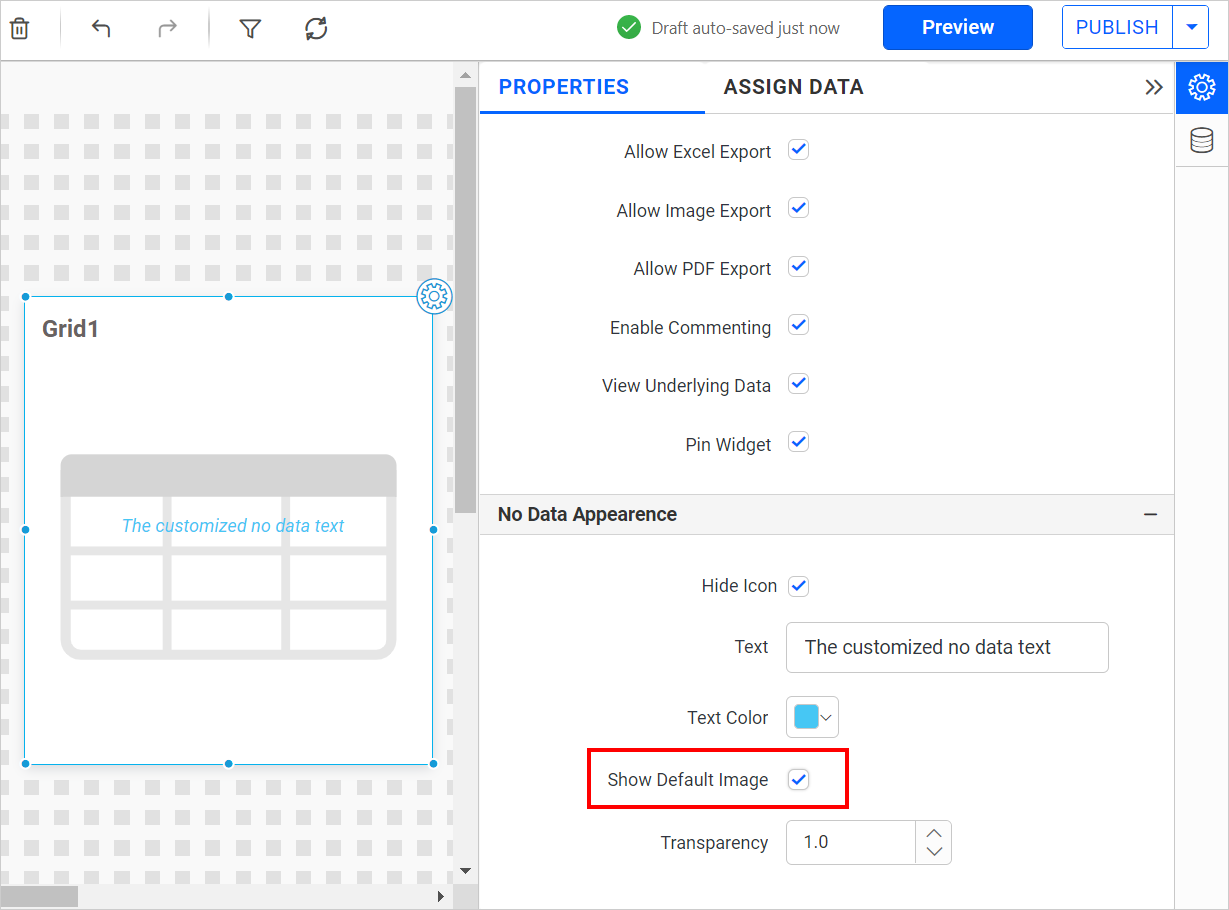 Draft auto-saved just now
Preview
PUBLISH
PROPERTIES
ASSIGN DATA
Allow Excel Export
Allow Image Export
Allow PDF Export
Enable Commenting
View Underlying Data
Pin Widget
Grid1
The customized no data text
No Data Appearence
Hide Icon
Text The customized no data text
Text Color
Show Default Image
Transparency 1.0